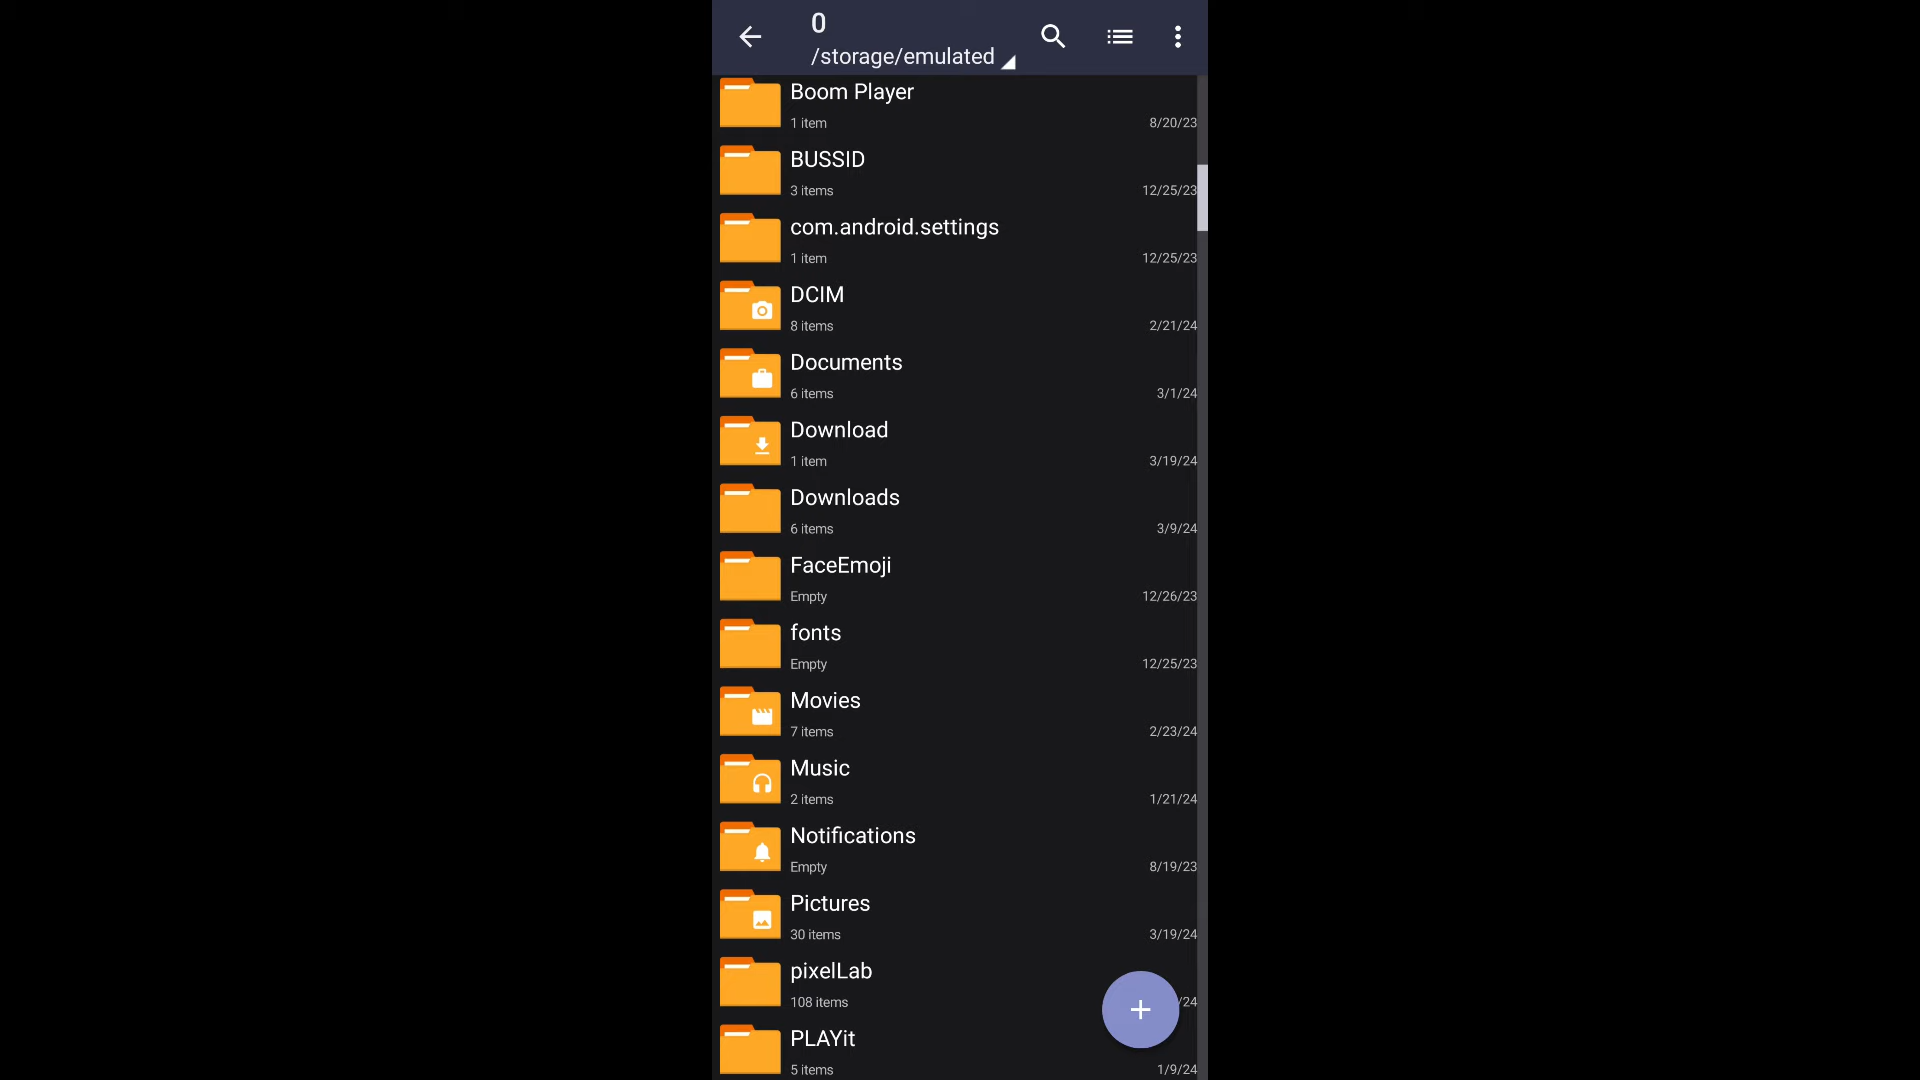 0
/storage/emulated
Boom Player
1 item 8/20/23
BUSSID
3 items 12/25/23
com.android.settings
1 item 12/25/23
DCIM
8 items 2/21/24
Documents
6 items 3/1/24
Download
1 item 3/19/24
Downloads
6 items 3/9/24
FaceEmoji
Empty 12/26/23
fonts
Empty 12/25/23
Movies
7 items 2/23/24
Music
2 items 1/21/24
Notifications
Empty 8/19/23
Pictures
30 items 3/19/24
pixelLab
108 items /24
PLAYit
5 items 1/9/24